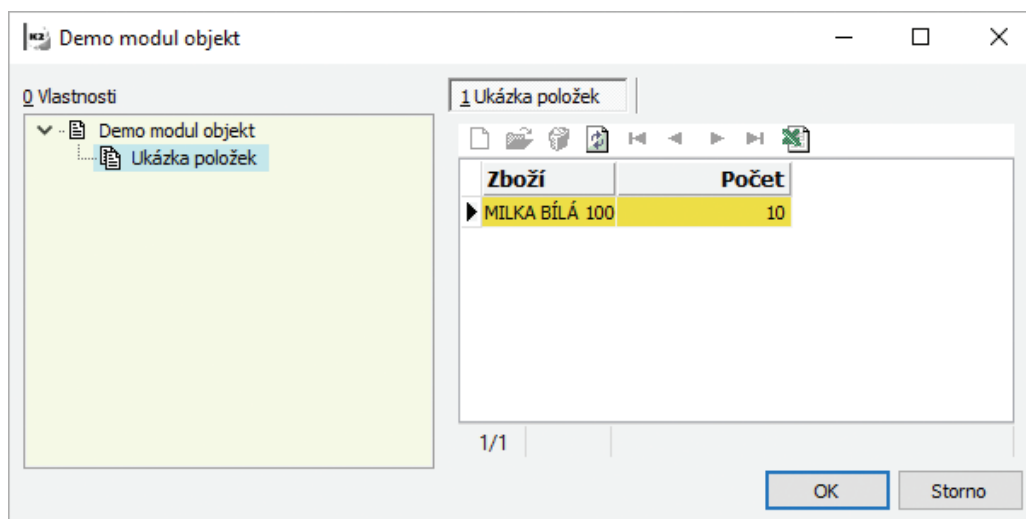 K2 Demo modul objekt
0 Vlastnosti
Demo modul objekt
Ukázka položek
1 Ukázka položek
Zboží Počet
MILKA BÍLÁ 100 10
1/1
OK Storno